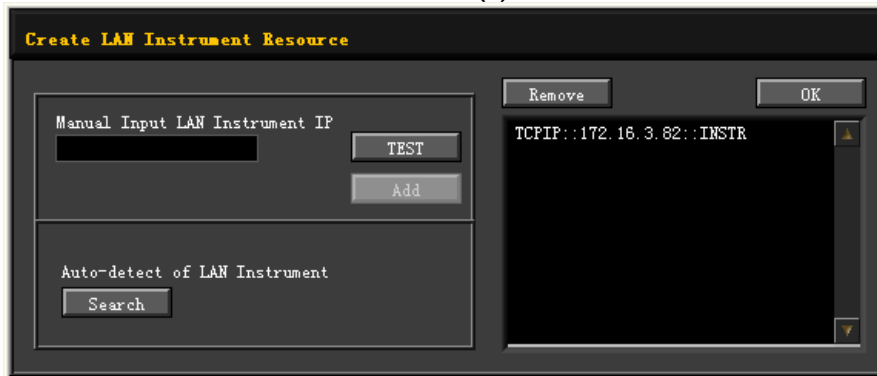 Create LAN Instrument Resource
Remove
OK
Manual Input LAN Instrument IP
TEST
Add
TCPIP::172.16.3.82::INSTR
Auto-detect of LAN Instrument
Search